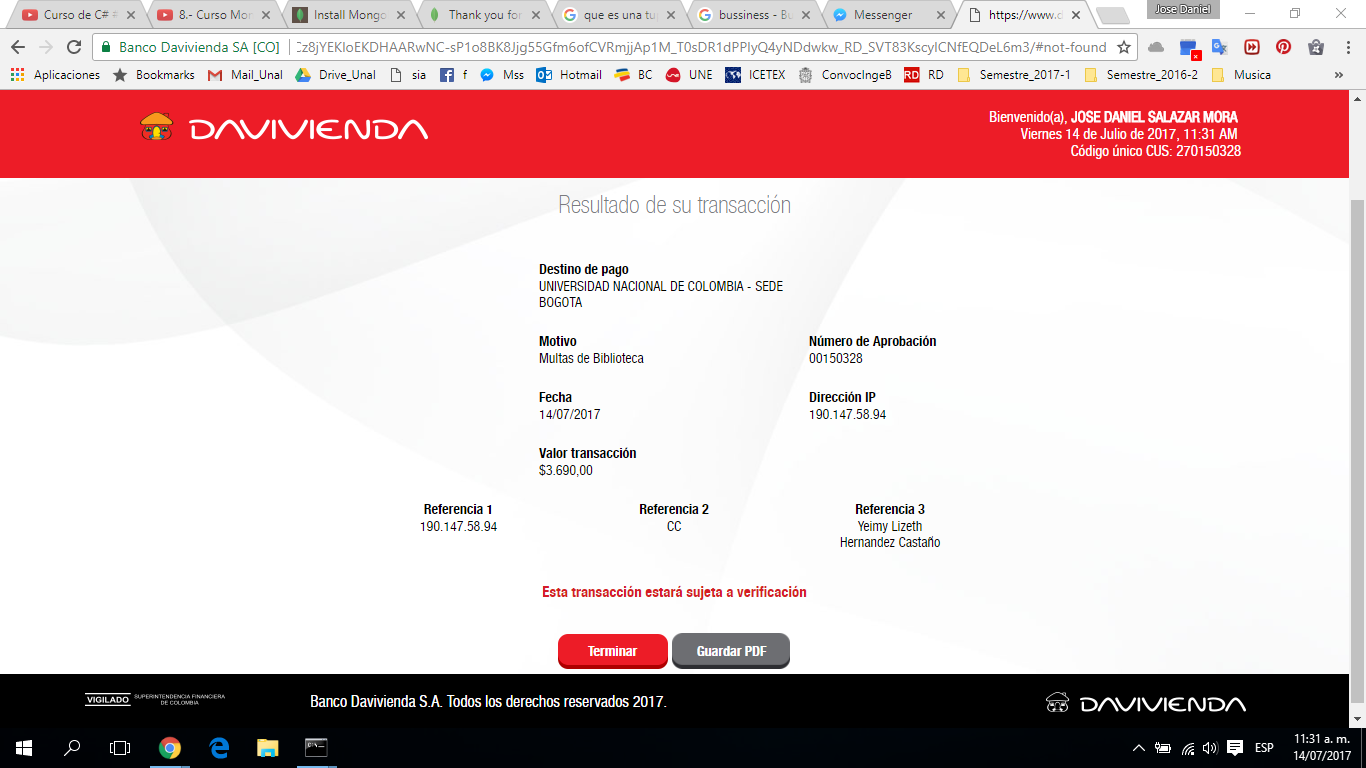 Curso de C# #
8.- Curso Mon
Install Mongo
Thank you for
que es una tu
bussiness - Bu
Messenger
https://www.d
Jose Daniel
Banco Davivienda SA [CO]
Cz8jYEKIoEKDHAARwNC-sP1o8BK8Jjg55Gfm6ofCVRmjjAp1M_T0sDR1dPPIyQ4yNDdwkw_RD_SVT83KscyICNfEQDeL6m3/#not-found
Aplicaciones
Bookmarks
Mail_Unal
Drive_Unal
sia
f
Mss
Hotmail
BC
UNE
ICETEX
ConvocIngeB
RD
RD
Semestre_2017-1
Semestre_2016-2
Musica
»
DAVIVIENDA
Bienvenido(a), JOSE DANIEL SALAZAR MORA
Viernes 14 de Julio de 2017, 11:31 AM
Código único CUS: 270150328
Resultado de su transacción
Destino de pago
UNIVERSIDAD NACIONAL DE COLOMBIA - SEDE
BOGOTA
Motivo
Multas de Biblioteca
Número de Aprobación
00150328
Fecha
14/07/2017
Dirección IP
190.147.58.94
Valor transacción
$3.690,00
Referencia 1
190.147.58.94
Referencia 2
CC
Referencia 3
Yeimy Lizeth
Hernandez Castaño
Esta transacción estará sujeta a verificación
Terminar
Guardar PDF
VIGILADO
SUPERINTENDENCIA FINANCIERA
DE COLOMBIA
Banco Davivienda S.A. Todos los derechos reservados 2017.
DAVIVIENDA
ESP
11:31 a. m.
14/07/2017